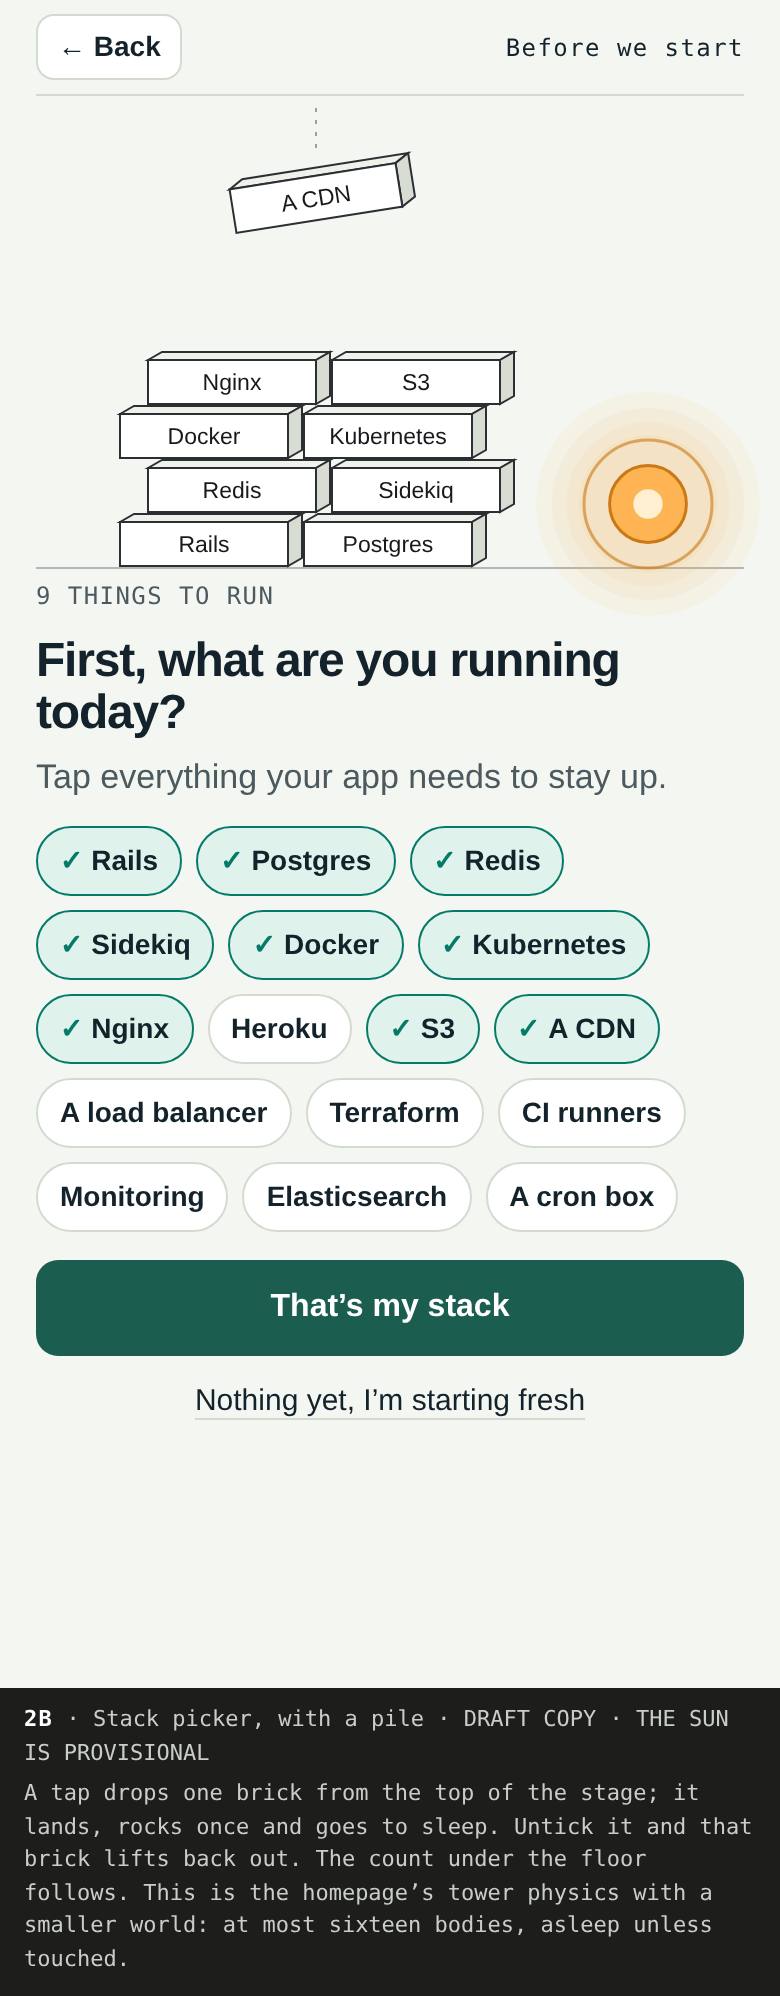 ← Back
Before we start
A CDN
Nginx
S3
Docker
Kubernetes
Redis
Sidekiq
Rails
Postgres
9 THINGS TO RUN
First, what are you running
today?
Tap everything your app needs to stay up.
✓ Rails
✓ Postgres
✓ Redis
✓ Sidekiq
✓ Docker
✓ Kubernetes
✓ Nginx
Heroku
✓ S3
✓ A CDN
A load balancer
Terraform
CI runners
Monitoring
Elasticsearch
A cron box
That’s my stack
Nothing yet, I’m starting fresh
2B · Stack picker, with a pile · DRAFT COPY · THE SUN
IS PROVISIONAL
A tap drops one brick from the top of the stage; it
lands, rocks once and goes to sleep. Untick it and that
brick lifts back out. The count under the floor
follows. This is the homepage’s tower physics with a
smaller world: at most sixteen bodies, asleep unless
touched.